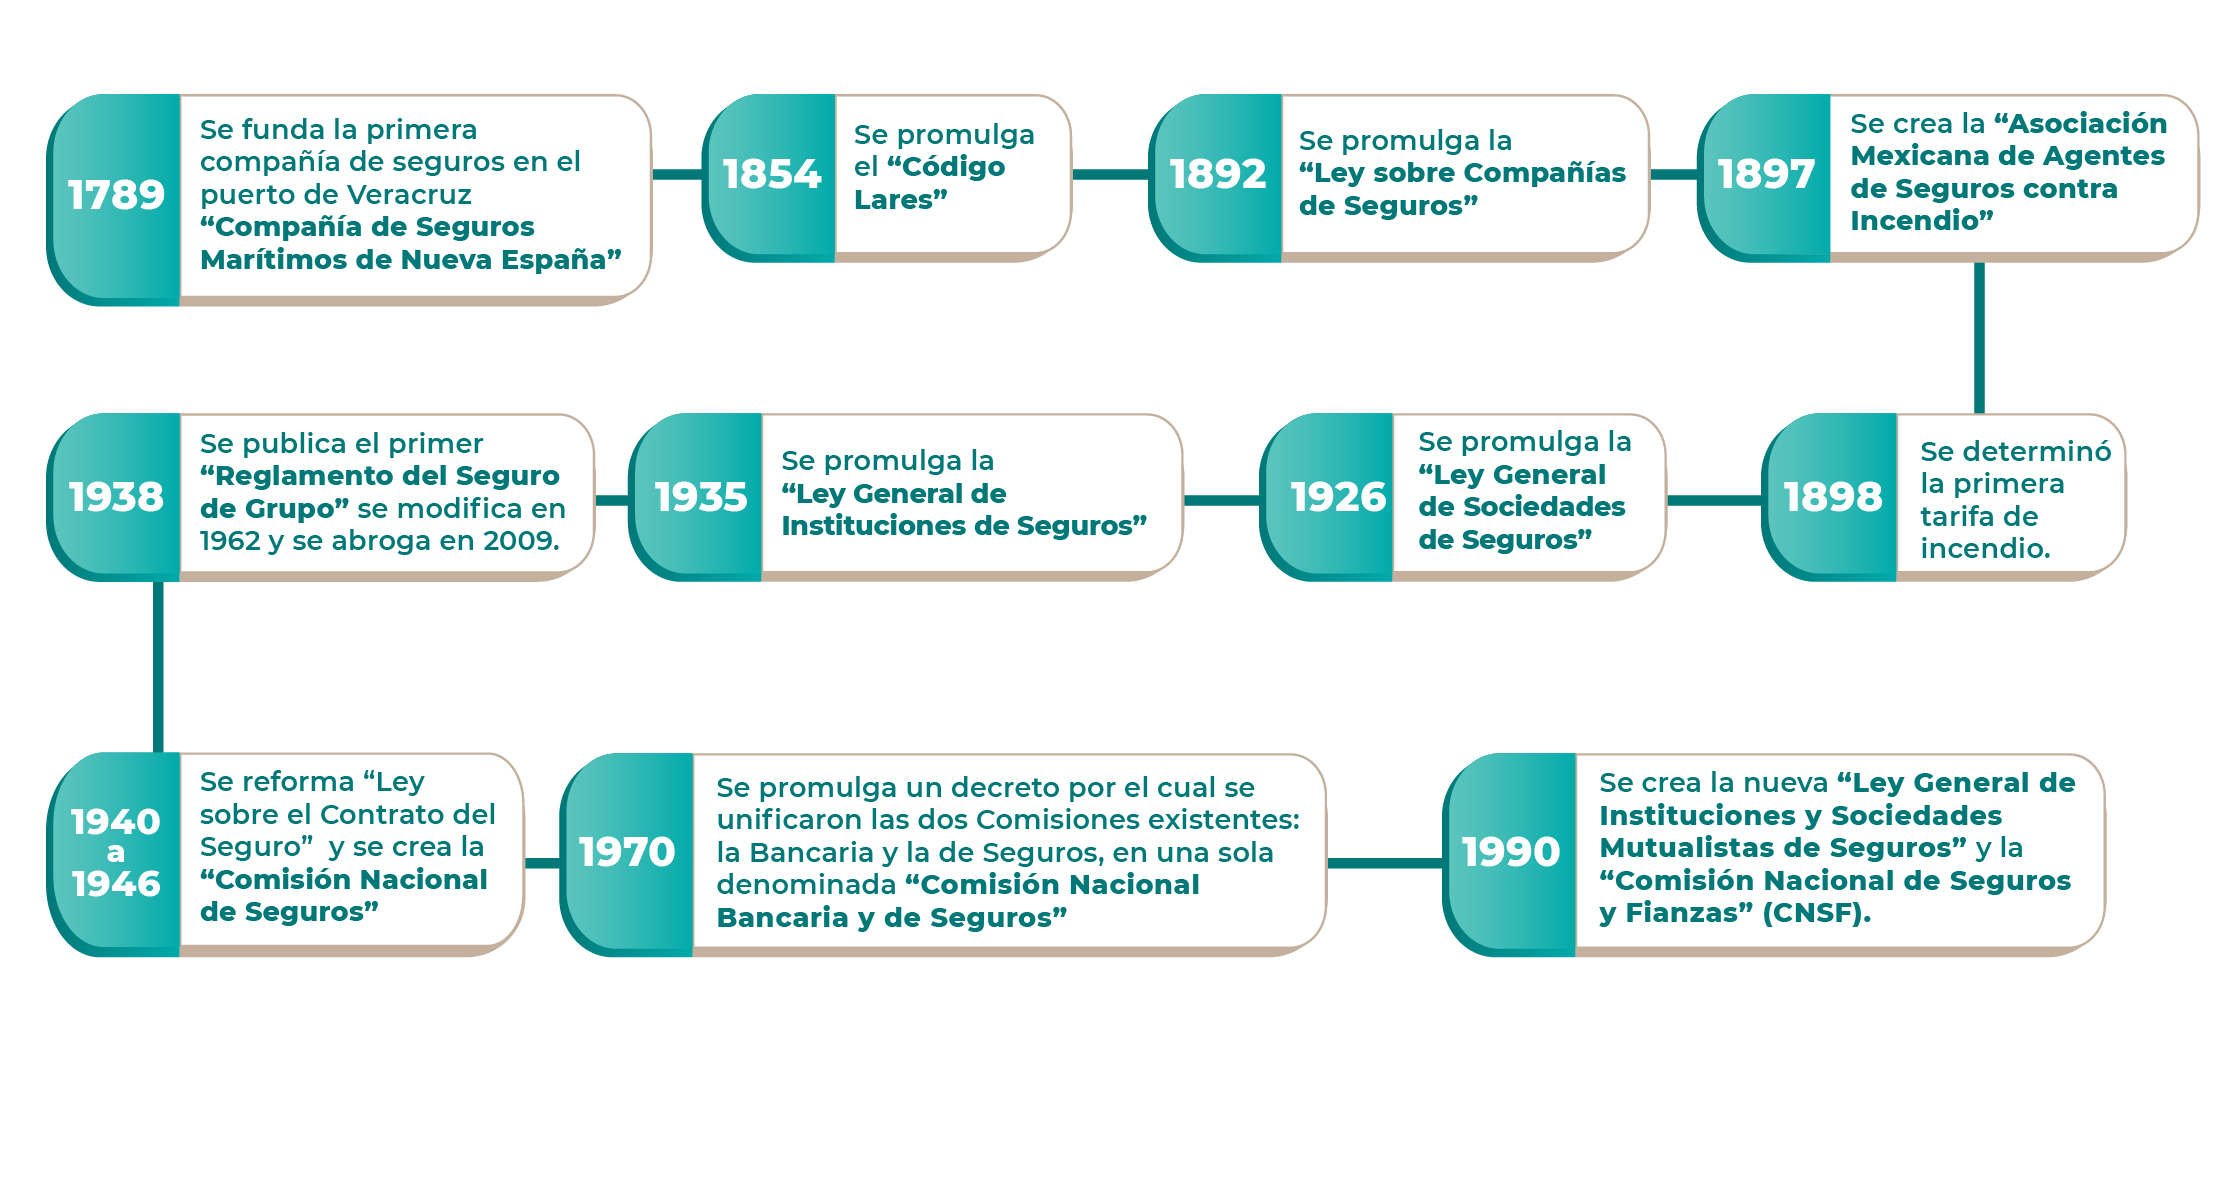 1789
Se funda la primera
compañía de seguros en el
puerto de Veracruz
“Compañía de Seguros
Marítimos de Nueva España”
1854
Se promulga
el “Código
Lares”
1892
Se promulga la
“Ley sobre Compañías
de Seguros”
1897
Se crea la “Asociación
Mexicana de Agentes
de Seguros contra
Incendio”
1898
Se determinó
la primera
tarifa de
incendio.
1926
Se promulga la
“Ley General
de Sociedades
de Seguros”
1935
Se promulga la
“Ley General de
Instituciones de Seguros”
1938
Se publica el primer
“Reglamento del Seguro
de Grupo” se modifica en
1962 y se abroga en 2009.
1940
a
1946
Se reforma “Ley
sobre el Contrato del
Seguro”  y se crea la
“Comisión Nacional
de Seguros”
1970
Se promulga un decreto por el cual se
unificaron las dos Comisiones existentes:
la Bancaria y la de Seguros, en una sola
denominada “Comisión Nacional
Bancaria y de Seguros”
1990
Se crea la nueva “Ley General de
Instituciones y Sociedades
Mutualistas de Seguros” y la
“Comisión Nacional de Seguros
y Fianzas” (CNSF).